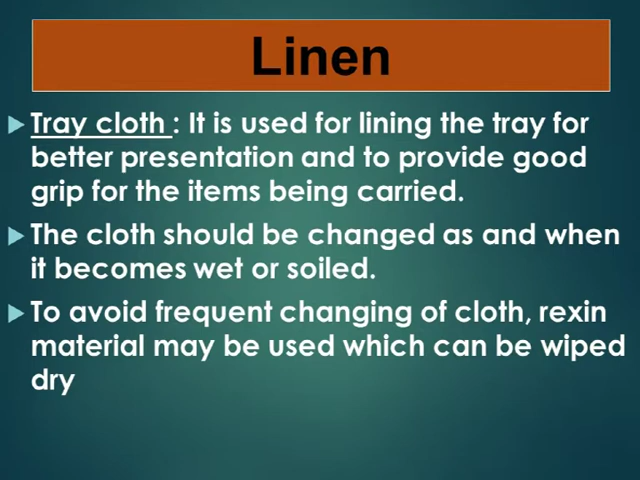 Linen
Tray cloth : It is used for lining the tray for
better presentation and to provide good
grip for the items being carried.
The cloth should be changed as and when
it becomes wet or soiled.
To avoid frequent changing of cloth, rexin
material may be used which can be wiped
dry